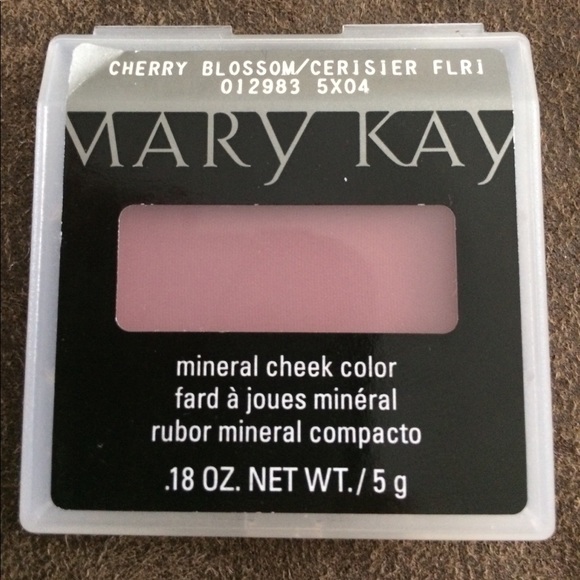 CHERRY BLOSSOM/CERISIER FLRI
012983 5X04
MARY KAY
mineral cheek color
fard à joues minéral
rubor mineral compacto
.18 OZ. NET WT./5 g